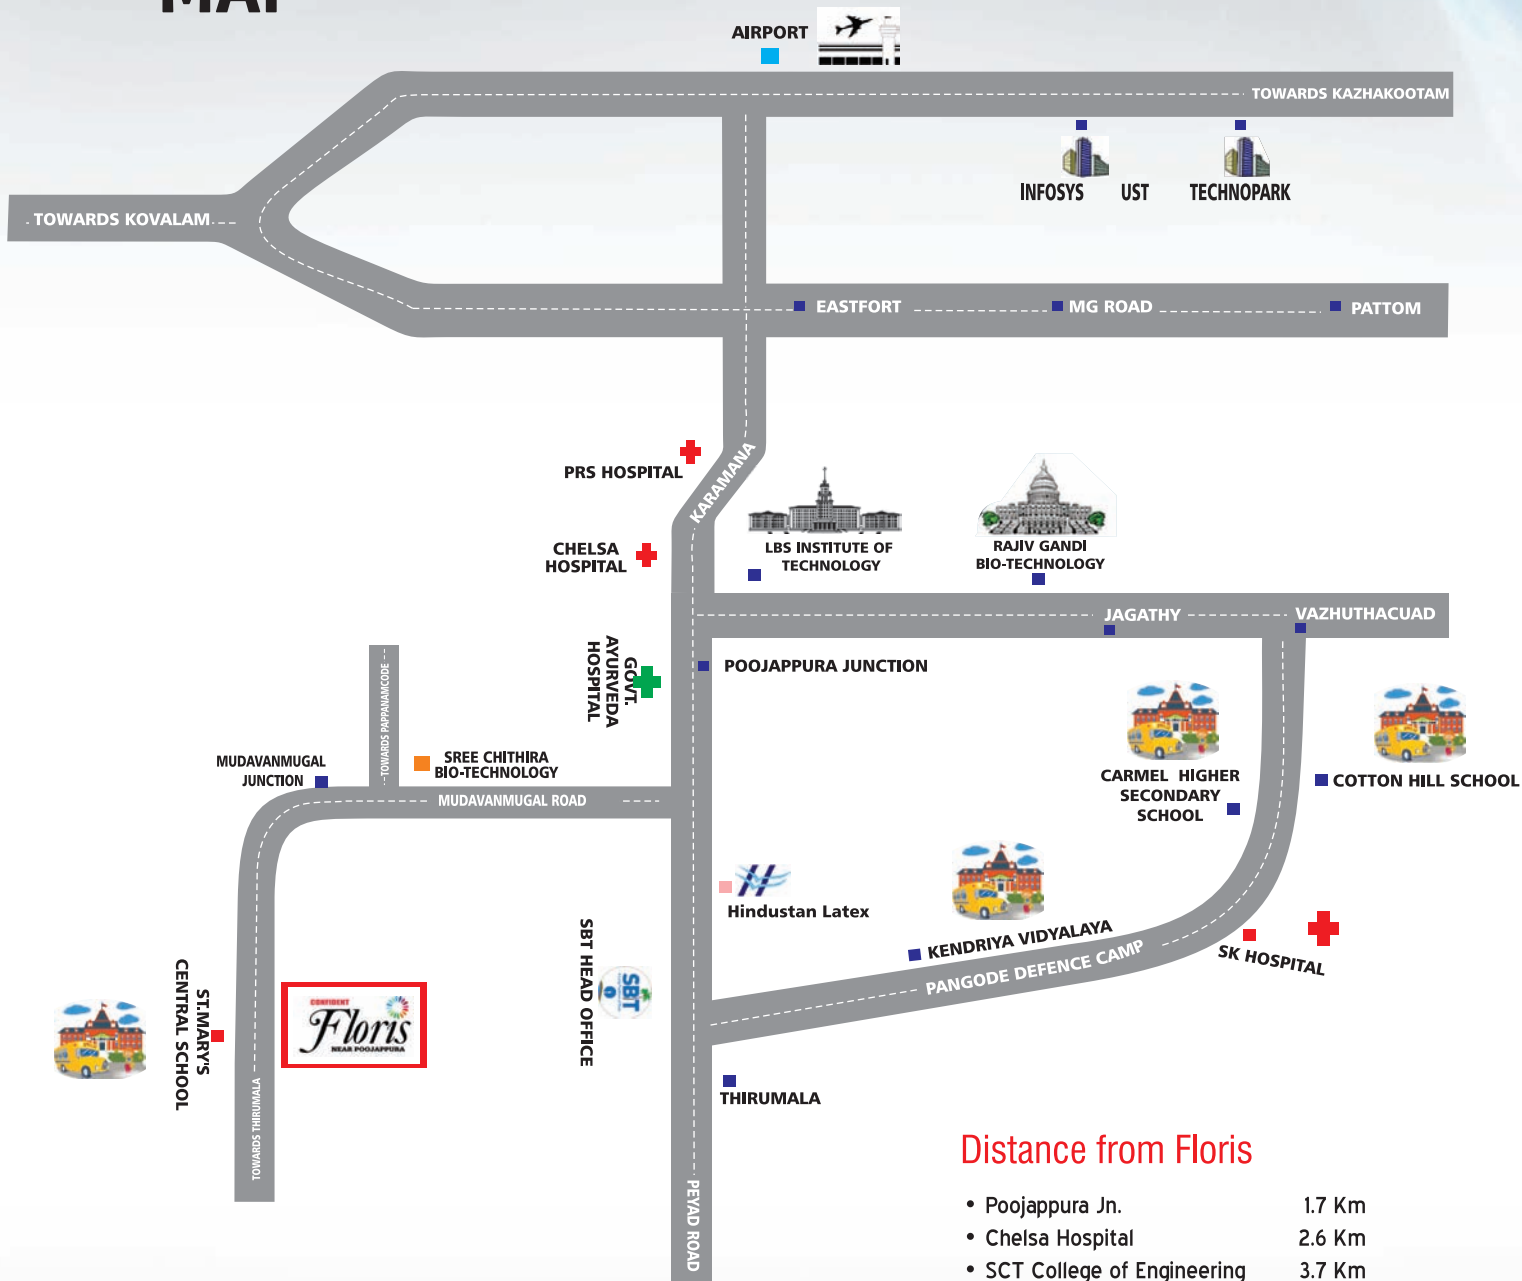 MAP
AIRPORT
TOWARDS KAZHAKOOTAM
INFOSYS UST TECHNOPARK
TOWARDS KOVALAM
EASTFORT
MG ROAD
PATTOM
PRS HOSPITAL
KARAMANA
CHELSA
HOSPITAL
LBS INSTITUTE OF
TECHNOLOGY
RAJIV GANDI
BIO-TECHNOLOGY
JAGATHY
VAZHUTHACUAD
GOVT.
AYURVEDA
HOSPITAL
POOJAPPURA JUNCTION
TOWARDS PAPPANAMCODE
MUDAVANMUGAL
JUNCTION
SREE CHITHIRA
BIO-TECHNOLOGY
MUDAVANMUGAL ROAD
CARMEL HIGHER
SECONDARY
SCHOOL
COTTON HILL SCHOOL
Hindustan Latex
KENDRIYA VIDYALAYA
PANGODE DEFENCE CAMP
SK HOSPITAL
SBT HEAD OFFICE
SBT
ST.MARY'S
CENTRAL SCHOOL
CONFIDENT
Floris
NEAR POOJAPPURA
TOWARDS THIRUMALA
THIRUMALA
PEYAD ROAD
Distance from Floris
• Poojappura Jn. 1.7 Km
• Chelsa Hospital 2.6 Km
• SCT College of Engineering 3.7 Km